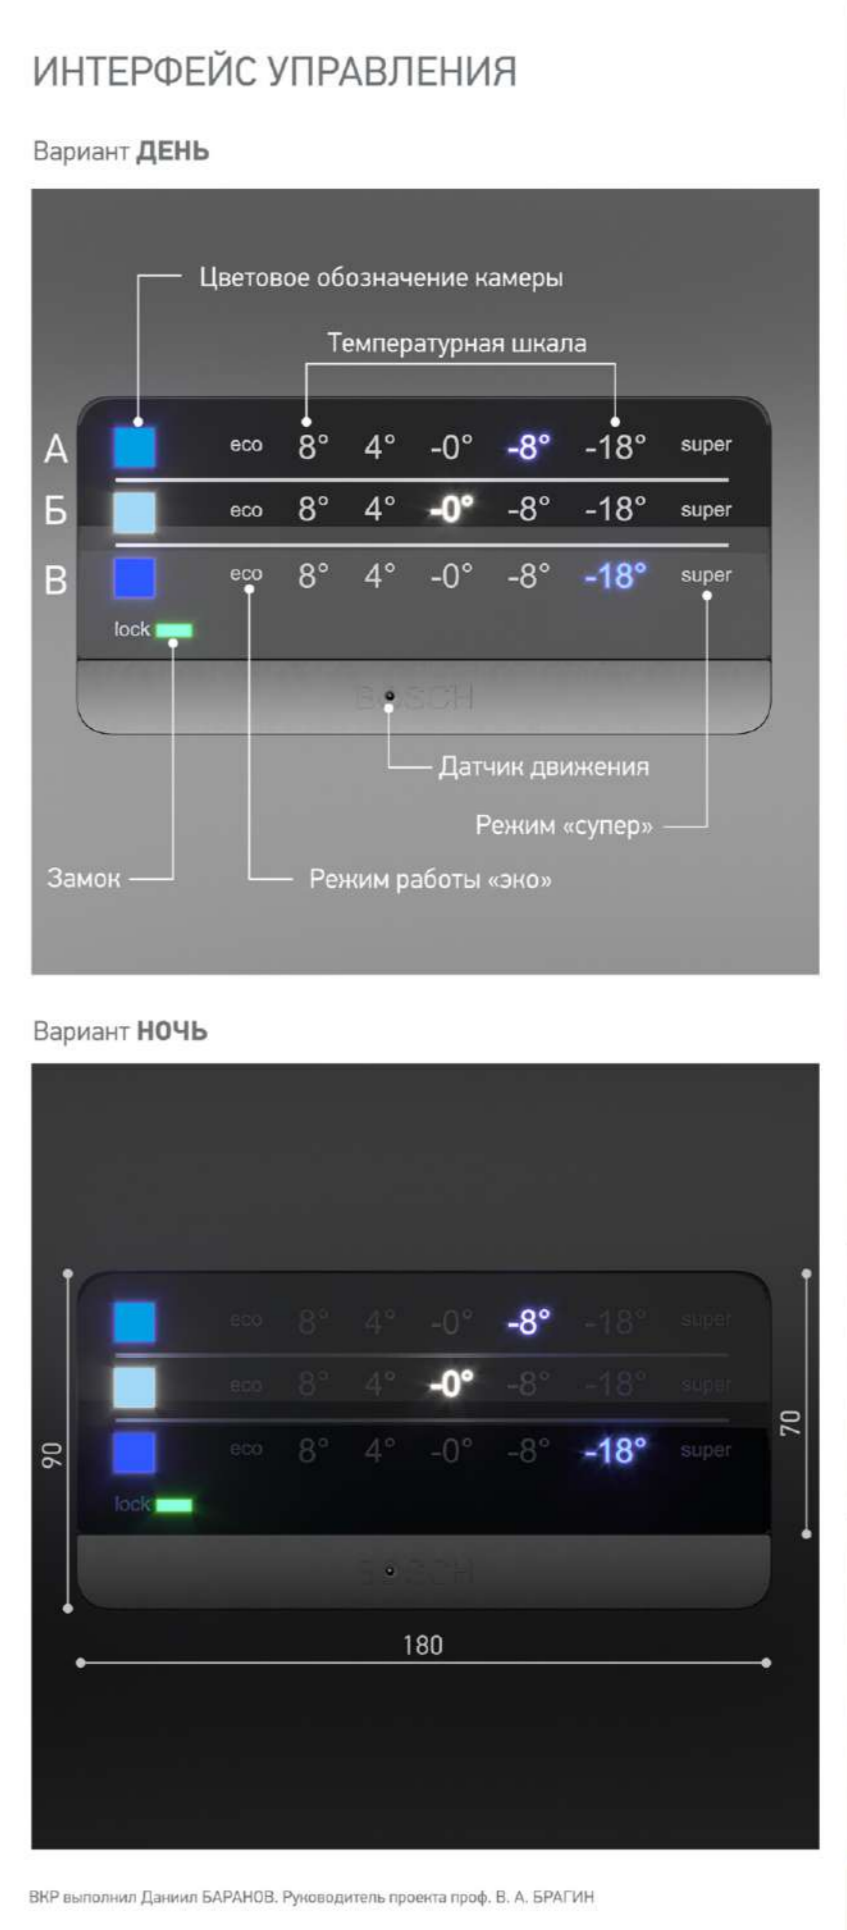 ИНТЕРФЕЙС УПРАВЛЕНИЯ
Вариант ДЕНЬ
Цветовое обозначение камеры
Температурная шкала
А eco 8° 4° -0° -8° -18° super
Б eco 8° 4° -0° -8° -18° super
В eco 8° 4° -0° -8° -18° super
lock
BOSCH
Датчик движения
Режим «супер»
Замок
Режим работы «эко»
Вариант НОЧЬ
eco 8° 4° -0° -8° -18° super
eco 8° 4° -0° -8° -18° super
eco 8° 4° -0° -8° -18° super
lock
90
70
BOSCH
180
ВКР выполнил Даниил БАРАНОВ. Руководитель проекта проф. В. А. БРАГИН